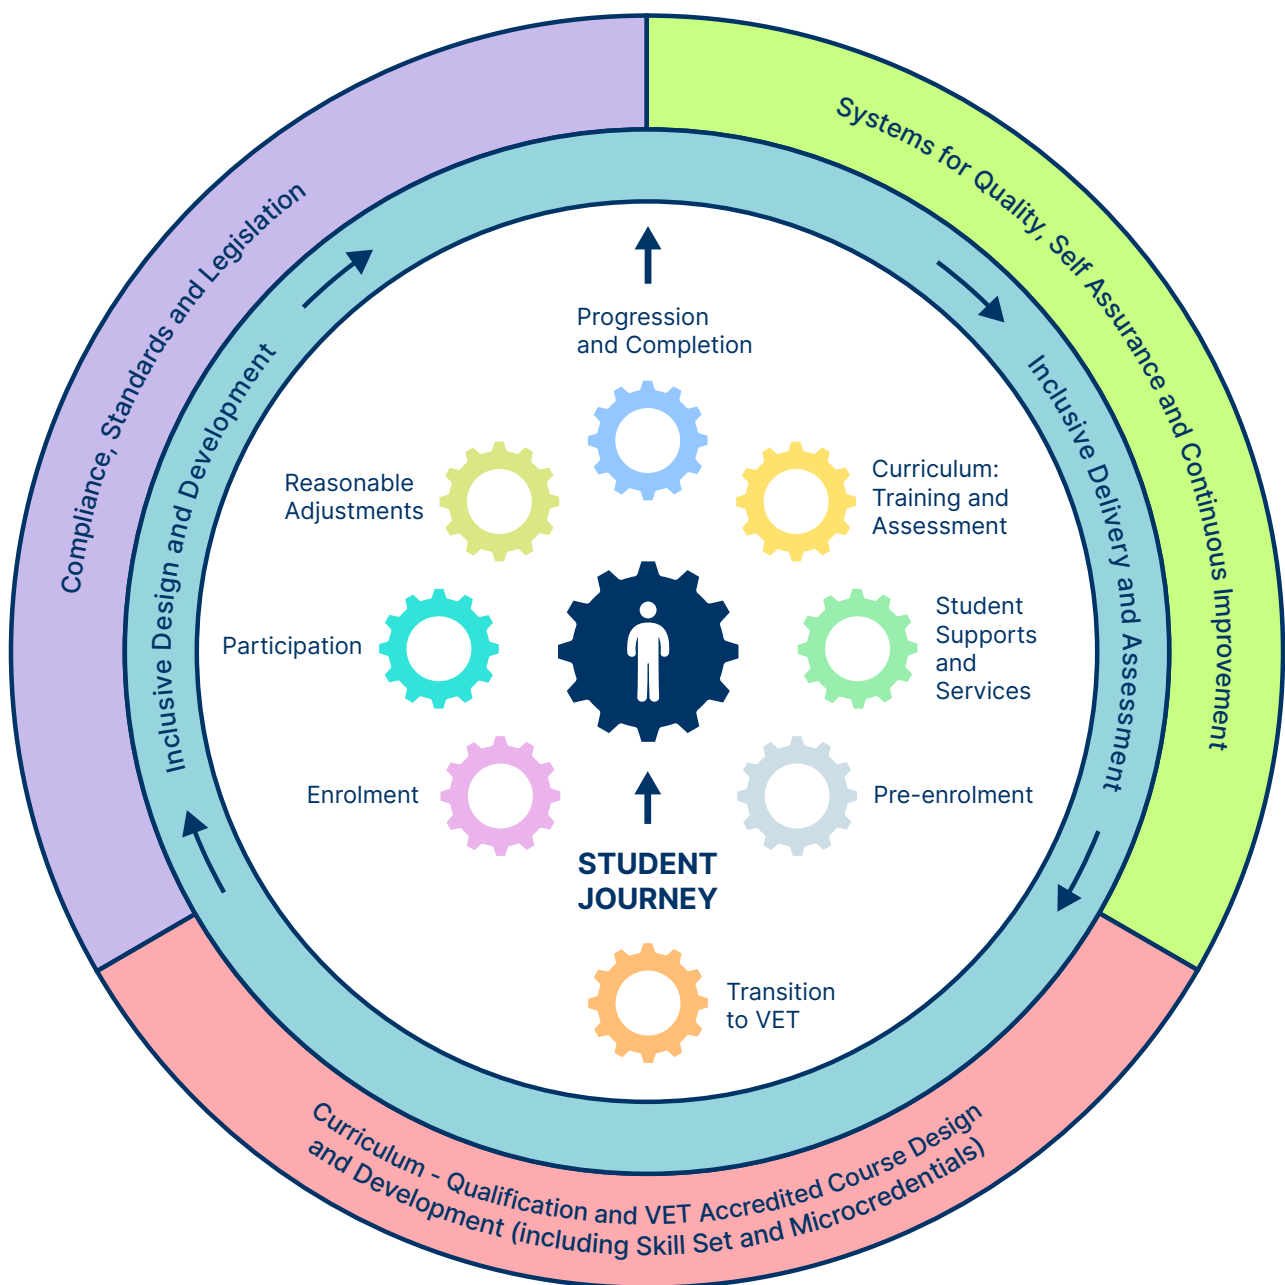 Compliance, Standards and Legislation
Systems for Quality, Self Assurance and Continuous Improvement
Inclusive Design and Development
Inclusive Delivery and Assessment
Progression
and Completion
Reasonable
Adjustments
Curriculum:
Training and
Assessment
Participation
Student
Supports
and
Services
Enrolment
Pre-enrolment
STUDENT
JOURNEY
Transition
to VET
Curriculum - Qualification and VET Accredited Course Design
and Development (including Skill Set and Microcredentials)